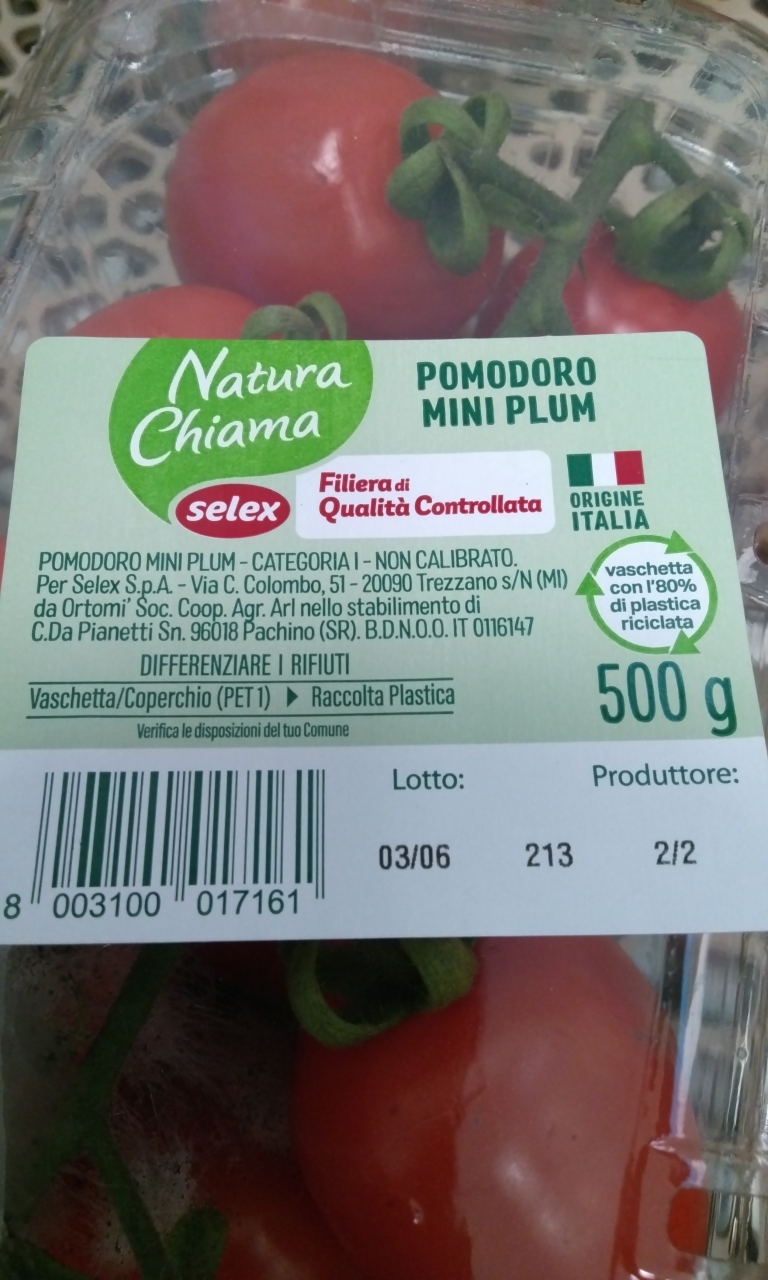 Natura
Chiama
selex
POMODORO
MINI PLUM
Filiera di
Qualità Controllata
ORIGINE
ITALIA
POMODORO MINI PLUM - CATEGORIA I - NON CALIBRATO.
Per Selex S.p.A. - Via C. Colombo, 51 - 20090 Trezzano s/N (MI)
da Ortomi' Soc. Coop. Agr. Arl nello stabilimento di
C.Da Pianetti Sn. 96018 Pachino (SR). B.D.N.O.O. IT 0116147
vaschetta
con l'80%
di plastica
riciclata
DIFFERENZIARE I RIFIUTI
Vaschetta/Coperchio (PET 1) ▶ Raccolta Plastica
Verifica le disposizioni del tuo Comune
500 g
Lotto: Produttore:
03/06 213 2/2
8 003100 017161